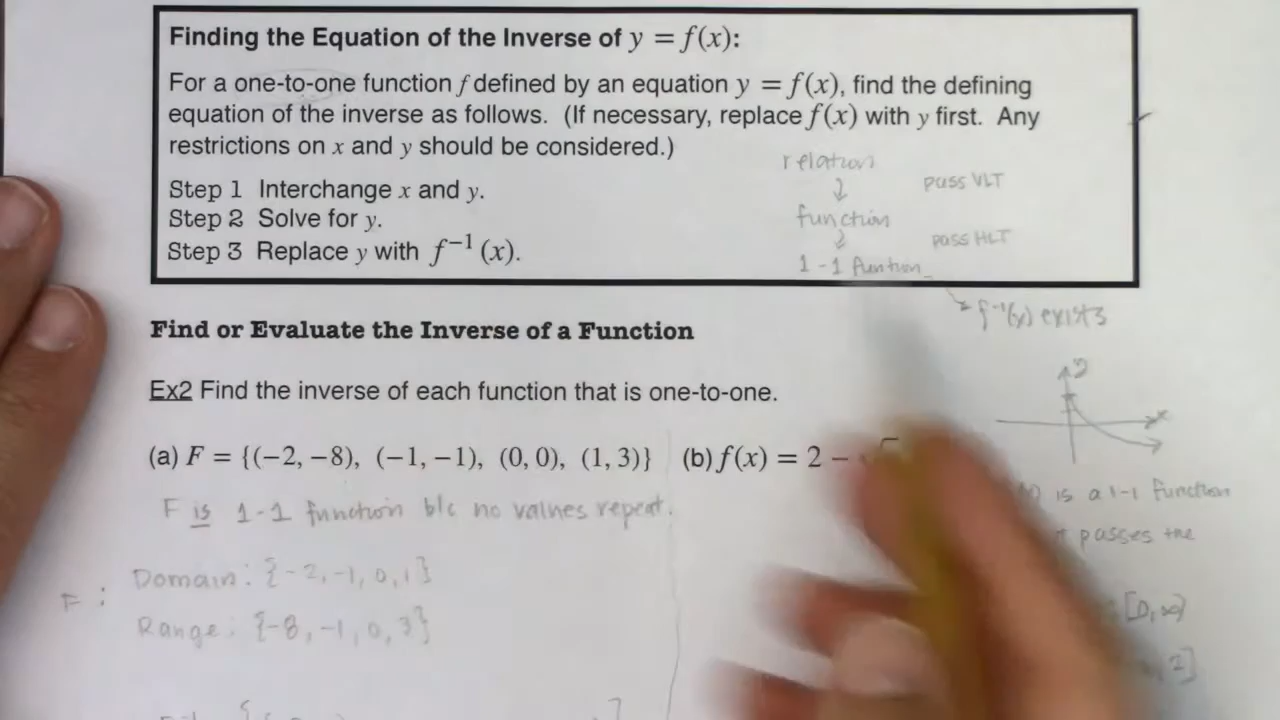 Finding the Equation of the Inverse of y = f(x):
For a one-to-one function f defined by an equation y = f(x), find the defining
equation of the inverse as follows. (If necessary, replace f(x) with y first. Any
restrictions on x and y should be considered.)
relation
pass VLT
Step 1 Interchange x and y.
Step 2 Solve for y.
function
pass HLT
Step 3 Replace y with f⁻¹(x).
1-1 funtion
f⁻¹(x) exists
Find or Evaluate the Inverse of a Function
y
Ex2 Find the inverse of each function that is one-to-one.
x
(a) F = {(−2, −8), (−1, −1), (0, 0), (1, 3)} (b) f(x) = 2 − √
is a 1-1 function
F is 1-1 function b/c no values repeat.
passes the
F: Domain: {-2, -1, 0, 1}
[0, ∞)
Range: {-8, -1, 0, 3}
, 2]